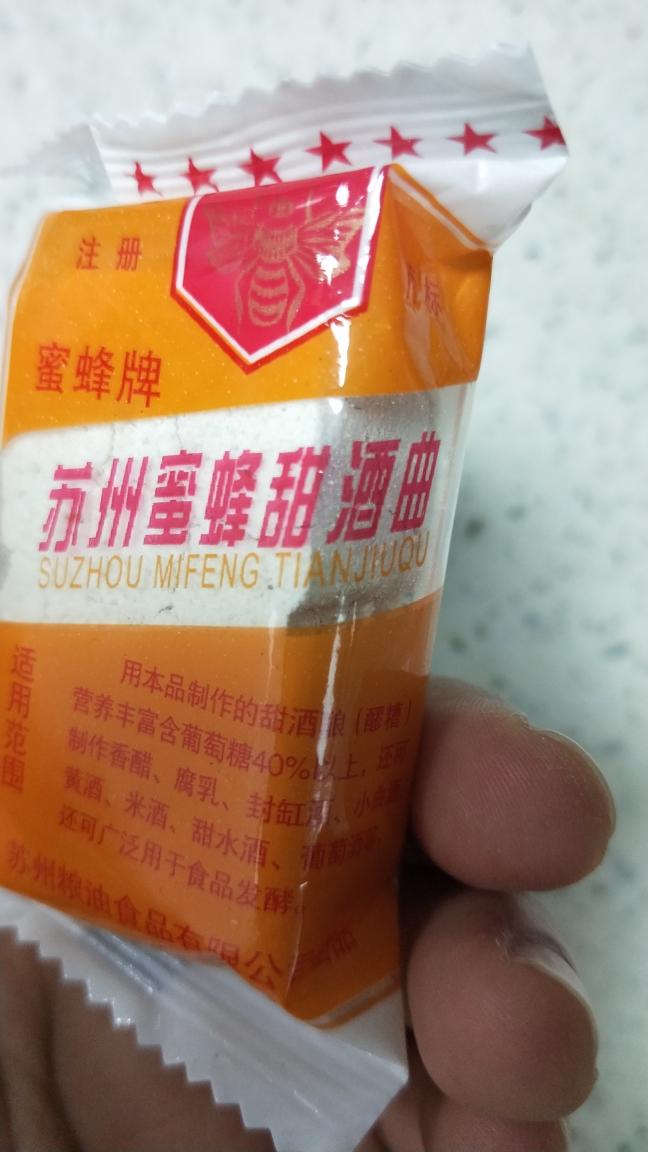 注册
商标
蜜蜂牌
苏州蜜蜂甜酒曲
SUZHOU MIFENG TIANJIUQU
适用范围
用本品制作的甜酒酿（醪糟）
营养丰富含葡萄糖40%以上，还可
制作香醋、腐乳、封缸酒、小曲酒、
黄酒、米酒、甜水酒、葡萄酒等，
还可广泛用于食品发酵。
苏州粮油食品有限公司